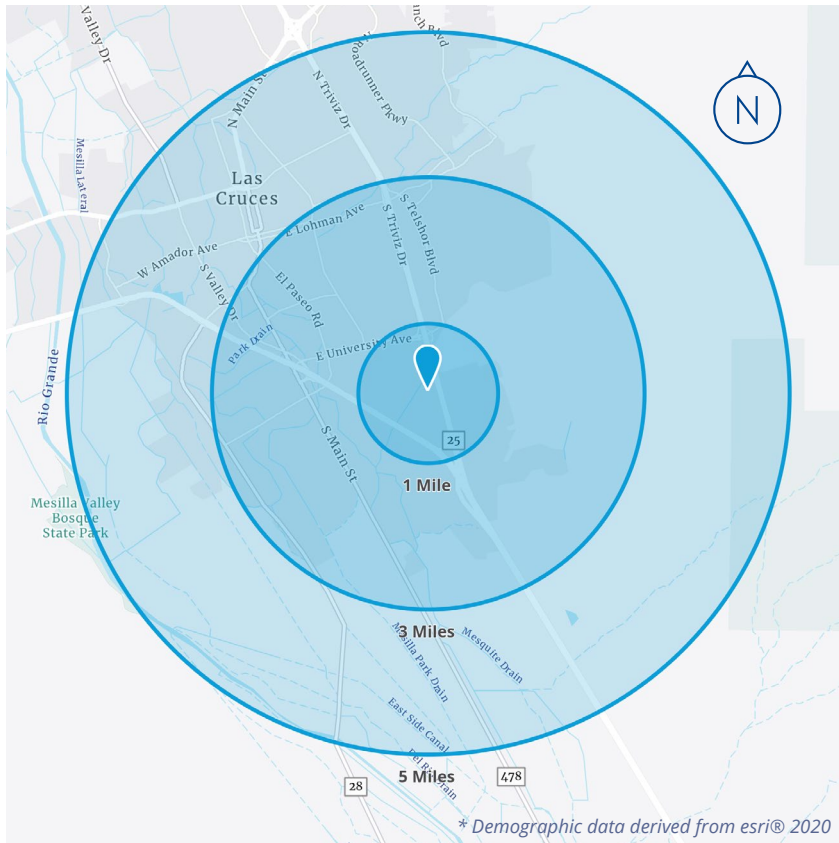 Valley Dr
N Main St
N Triviz Dr
Pkwy
N
Mesilla Lateral
Las
Cruces
E Lohman Ave
S Triviz Dr
S Telshor Blvd
W Amador Ave
S Valley Dr
El Paseo Rd
Park Drain
E University Ave
Rio Grande
25
S Main St
1 Mile
Mesilla Valley
Bosque
State Park
3 Miles
Mesilla Park Drain
Mesquite Drain
East Side Canal
Del Rio Drain
5 Miles
28
478
* Demographic data derived from esri® 2020